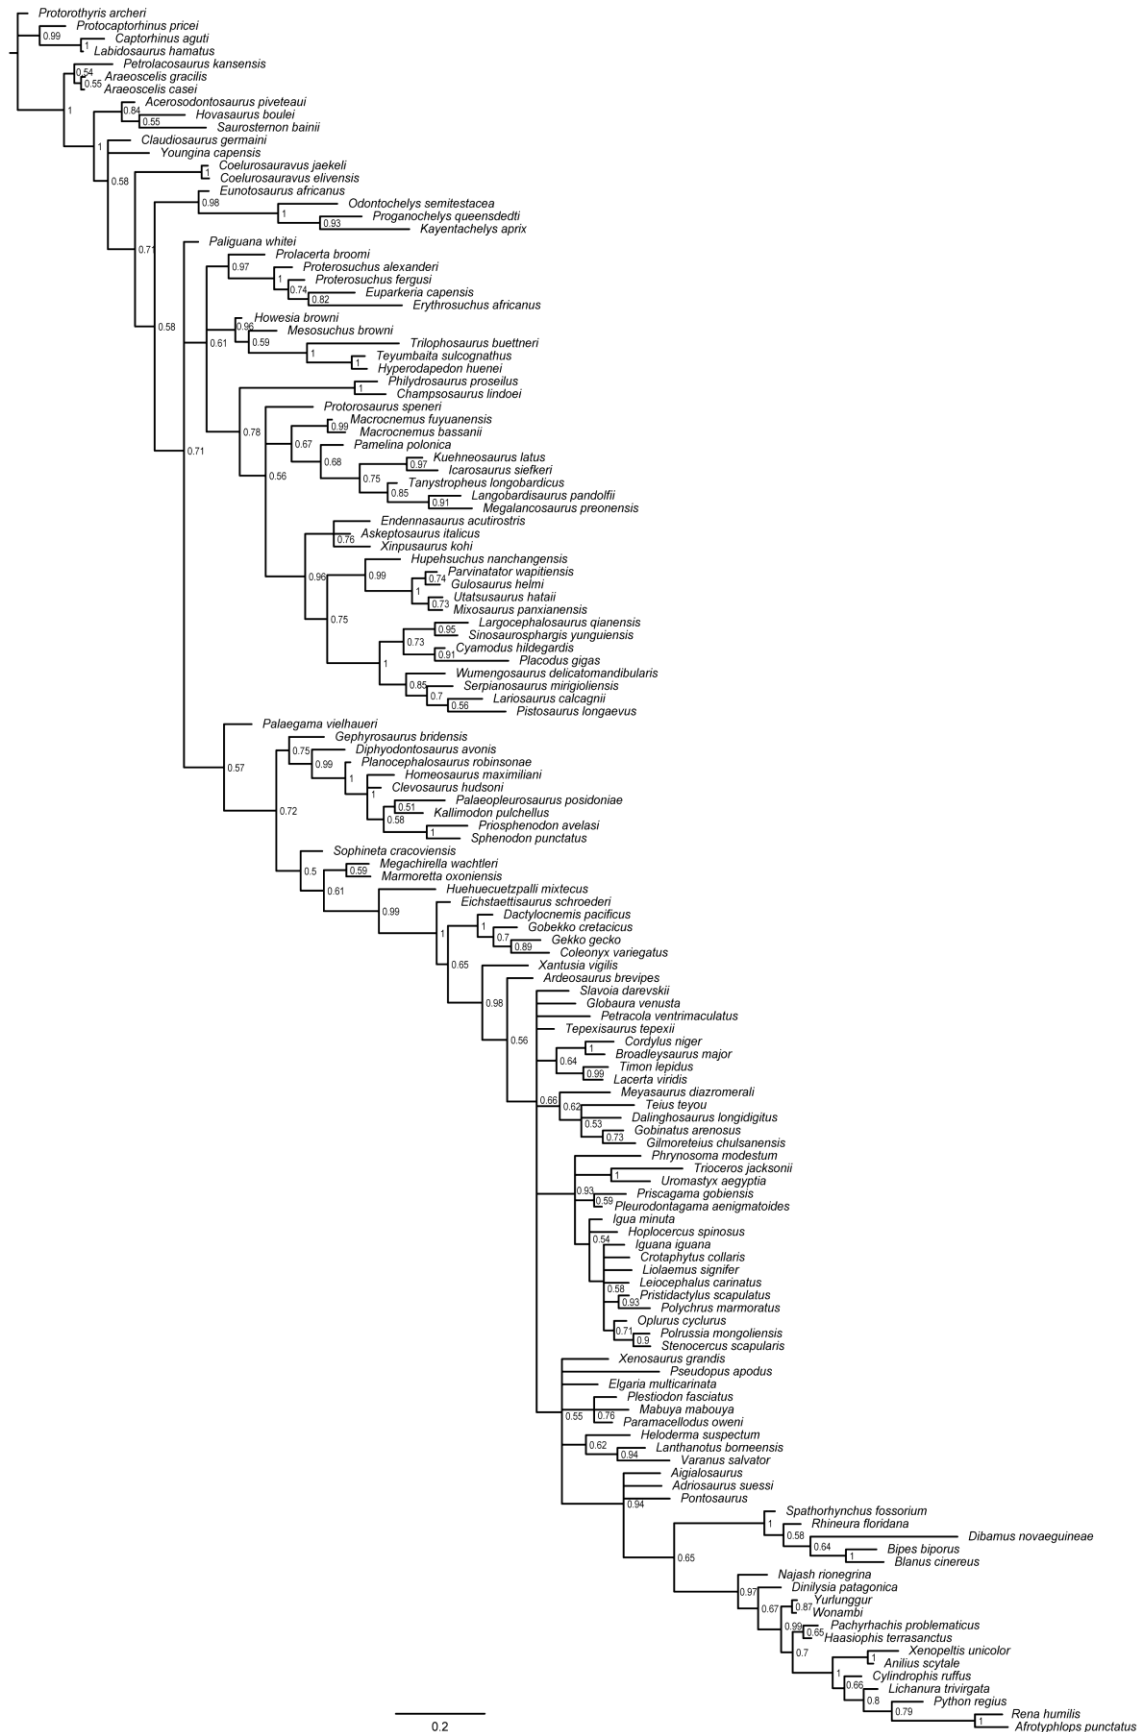 Protorothyris archeri
Protocaptorhinus pricei
0.99
Captorhinus aguti
1
Labidosaurus hamatus
Petrolacosaurus kansensis
0.54
Araeoscelis gracilis
0.55
Araeoscelis casei
1
Acerosodontosaurus piveteaui
0.84
Hovasaurus boulei
0.55
Saurosternon bainii
Claudiosaurus germaini
1
Youngina capensis
Coelurosauravus jaekeli
1
Coelurosauravus elivensis
0.58
Eunotosaurus africanus
0.98
Odontochelys semitestacea
1
Proganochelys queensdedti
0.93
Kayentachelys aprix
Paliguana whitei
0.71
Prolacerta broomi
0.97
Proterosuchus alexanderi
1
Proterosuchus fergusi
0.74
Euparkeria capensis
0.82
Erythrosuchus africanus
Howesia browni
0.96
0.58
Mesosuchus browni
0.61
0.59
Trilophosaurus buettneri
1
Teyumbaita sulcognathus
1
Hyperodapedon huenei
Philydrosaurus proseilus
1
Champsosaurus lindoei
Protorosaurus speneri
Macrocnemus fuyuanensis
0.99
Macrocnemus bassanii
0.78
0.67
Pamelina polonica
0.71
Kuehneosaurus latus
0.68
0.97
Icarosaurus siefkeri
0.56
0.75
Tanystropheus longobardicus
0.85
Langobardisaurus pandolfii
0.91
Megalancosaurus preonensis
Endennasaurus acutirostris
Askeptosaurus italicus
0.76
Xinpusaurus kohi
Hupehsuchus nanchangensis
0.96
0.99
Parvinatator wapitiensis
0.74
Gulosaurus helmi
1
Utatsusaurus hataii
0.73
Mixosaurus panxianensis
0.75
Largocephalosaurus qianensis
0.95
Sinosaurosphargis yunguiensis
0.73
Cyamodus hildegardis
0.91
Placodus gigas
1
Wumengosaurus delicatomandibularis
0.85
Serpianosaurus mirigioliensis
0.7
Lariosaurus calcagnii
0.56
Pistosaurus longaevus
Palaegama vielhaueri
Gephyrosaurus bridensis
0.75
Diphyodontosaurus avonis
0.57
0.99
Planocephalosaurus robinsonae
1
Homeosaurus maximiliani
Clevosaurus hudsoni
1
Palaeopleurosaurus posidoniae
0.51
Kallimodon pulchellus
0.72
0.58
Priosphenodon avelasi
1
Sphenodon punctatus
Sophineta cracoviensis
Megachirella wachtleri
0.5
0.59
Marmoretta oxoniensis
0.61
Huehuecuetzpalli mixtecus
0.99
Eichstaettisaurus schroederi
Dactylocnemis pacificus
1
1
Gobekko cretacicus
0.7
Gekko gecko
0.89
Coleonyx variegatus
0.65
Xantusia vigilis
Ardeosaurus brevipes
Slavoia darevskii
0.98
Globaura venusta
Petracola ventrimaculatus
Tepexisaurus tepexii
0.56
Cordylus niger
1
Broadleysaurus major
0.64
Timon lepidus
0.99
Lacerta viridis
Meyasaurus diazromerali
0.66
0.62
Teius teyou
Dalinghosaurus longidigitus
0.53
Gobinatus arenosus
0.73
Gilmoreteius chulsanensis
Phrynosoma modestum
Trioceros jacksonii
1
Uromastyx aegyptia
0.93
Priscagama gobiensis
0.59
Pleurodontagama aenigmatoides
Igua minuta
Hoplocercus spinosus
0.54
Iguana iguana
Crotaphytus collaris
Liolaemus signifer
Leiocephalus carinatus
0.58
Pristidactylus scapulatus
0.93
Polychrus marmoratus
Oplurus cyclurus
0.71
Polrussia mongoliensis
0.9
Stenocercus scapularis
Xenosaurus grandis
Pseudopus apodus
Elgaria multicarinata
Plestiodon fasciatus
Mabuya mabouya
0.55
0.76
Paramacellodus oweni
Heloderma suspectum
0.62
Lanthanotus borneensis
0.94
Varanus salvator
Aigialosaurus
Adriosaurus suessi
Pontosaurus
0.94
Spathorhynchus fossorium
1
Rhineura floridana
0.58
Dibamus novaeguineae
0.64
Bipes biporus
1
Blanus cinereus
0.65
Najash rionegrina
0.97
Dinilysia patagonica
Yurlunggur
0.67
0.87
Wonambi
Pachyrhachis problematicus
0.99
0.65
Haasiophis terrasanctus
0.7
Xenopeltis unicolor
1
Anilius scytale
1
Cylindrophis ruffus
0.66
Lichanura trivirgata
0.8
Python regius
0.79
Rena humilis
1
Afrotyphlops punctatus
0.2